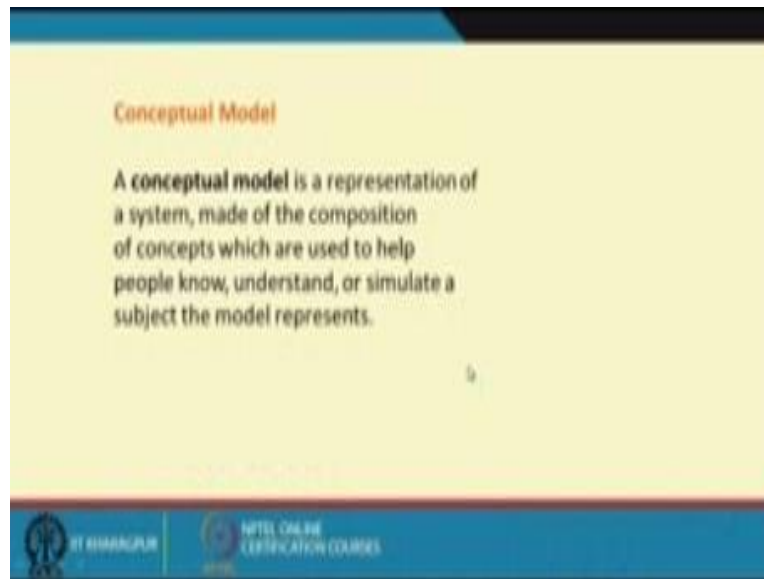 Conceptual Model
A conceptual model is a representation of
a system, made of the composition
of concepts which are used to help
people know, understand, or simulate a
subject the model represents.
IIT KHARAGPUR
NPTEL ONLINE
CERTIFICATION COURSES